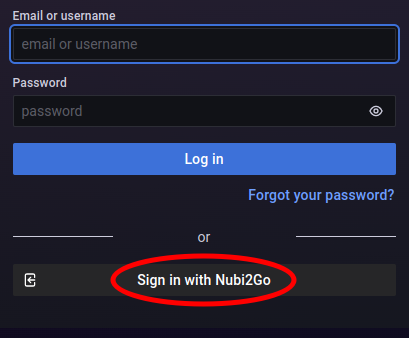 Email or username
email or username
Password
password
Log in
Forgot your password?
or
Sign in with Nubi2Go